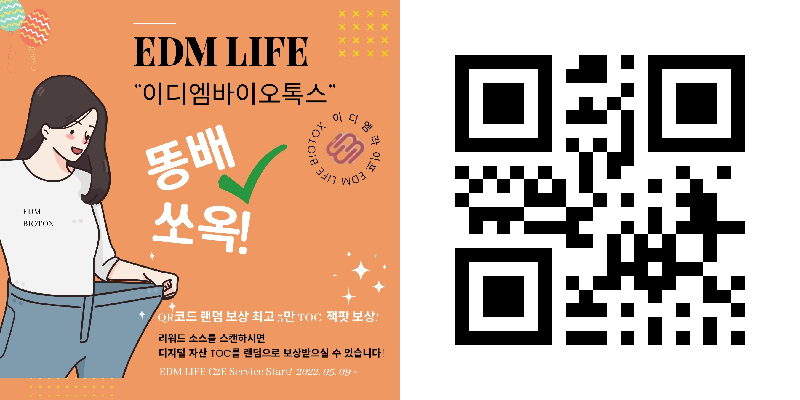 EDM LIFE
"이디엠바이오톡스"
이디엠라이프 EDM LIFE BIOTOX
똥배
쏘옥!
EDM
BIOTOX
QR코드 랜덤 보상 최고 5만 TOC 잭팟 보상!
리워드 소스를 스캔하시면
디지털 자산 TOC를 랜덤으로 보상받으실 수 있습니다!
EDM LIFE C2E Service Start! 2022. 05. 09 ~